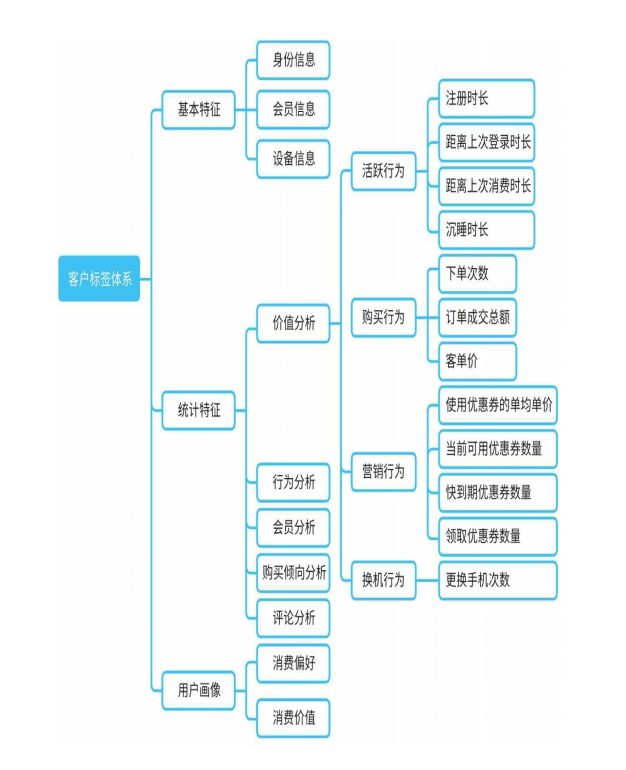 客户标签体系
基本特征
身份信息
会员信息
设备信息
统计特征
价值分析
活跃行为
注册时长
距离上次登录时长
距离上次消费时长
沉睡时长
购买行为
下单次数
订单成交总额
客单价
营销行为
使用优惠券的单均单价
当前可用优惠券数量
快到期优惠券数量
领取优惠券数量
换机行为
更换手机次数
行为分析
会员分析
购买倾向分析
评论分析
用户画像
消费偏好
消费价值